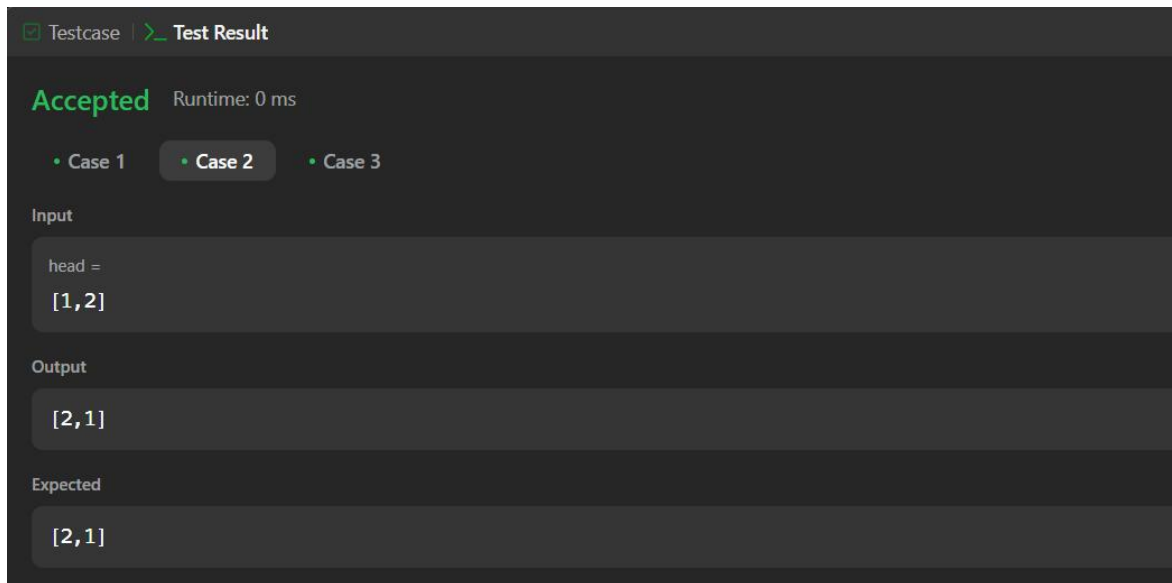 Testcase | >_ Test Result
Accepted Runtime: 0 ms
• Case 1 • Case 2 • Case 3
Input
head =
[1,2]
Output
[2,1]
Expected
[2,1]